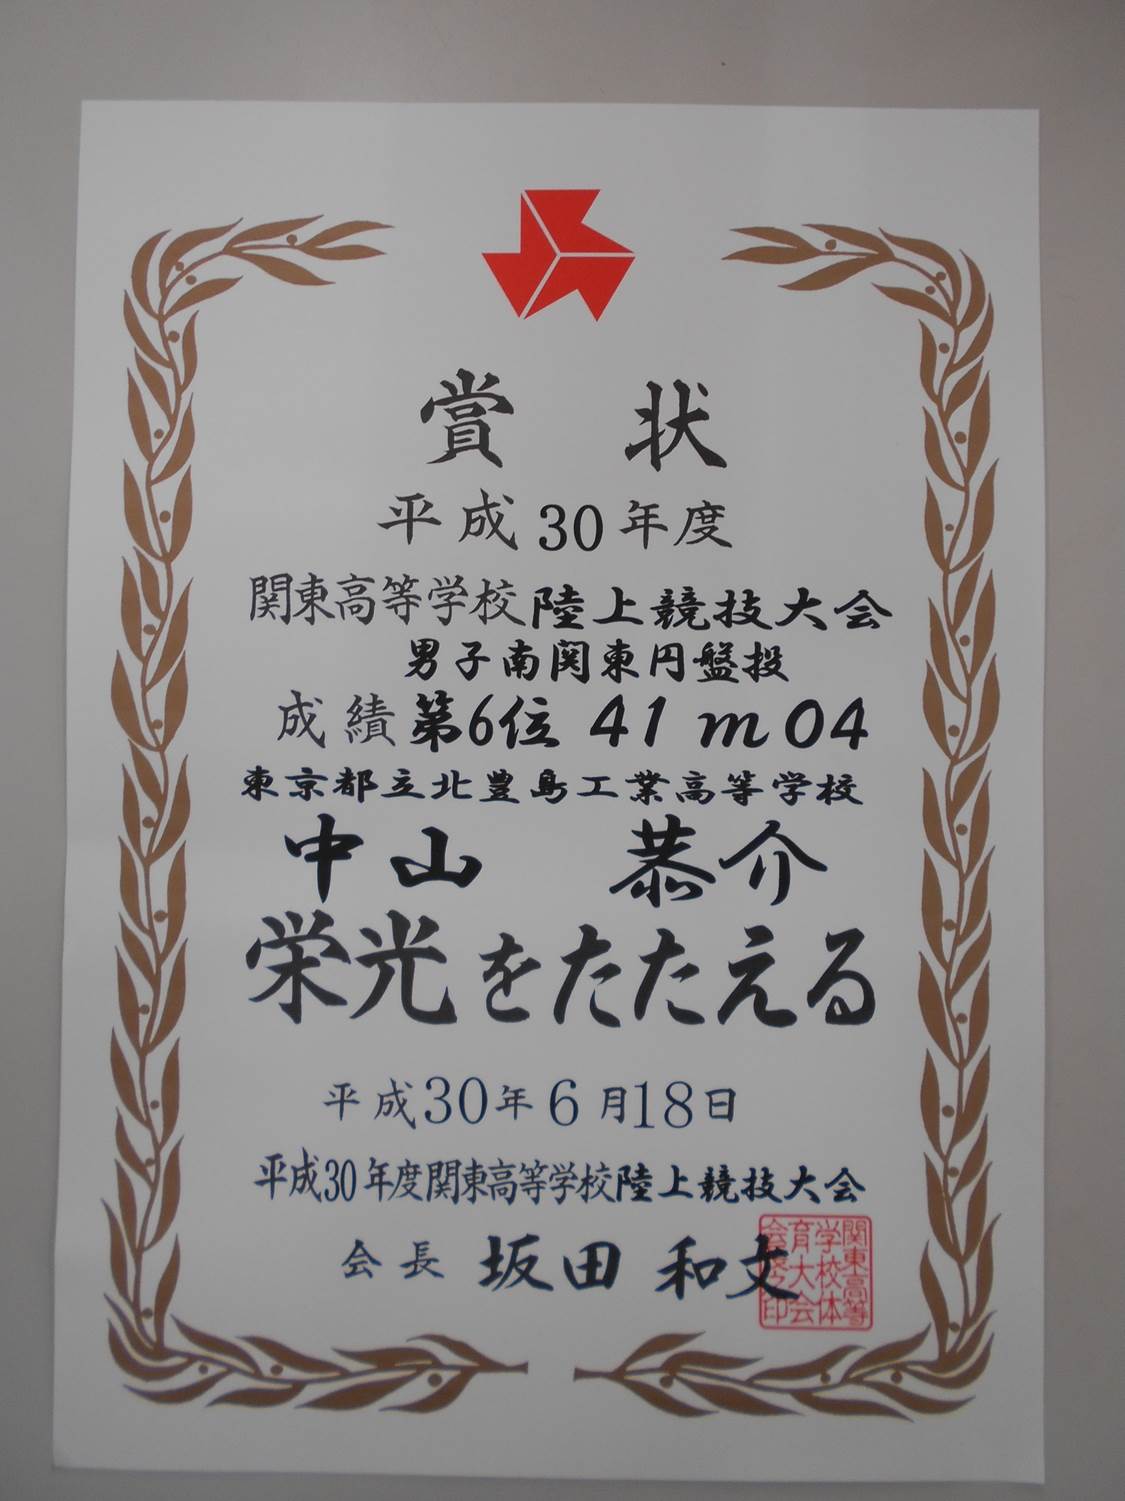 賞状
平成30年度
関東高等学校陸上競技大会
男子南関東円盤投
成績第6位 41m04
東京都立北豊島工業高等学校
中山 恭介
栄光をたたえる
平成30年6月18日
平成30年度関東高等学校陸上競技大会
会長 坂田 和文
関東高等
学校体
育大会
会長之印